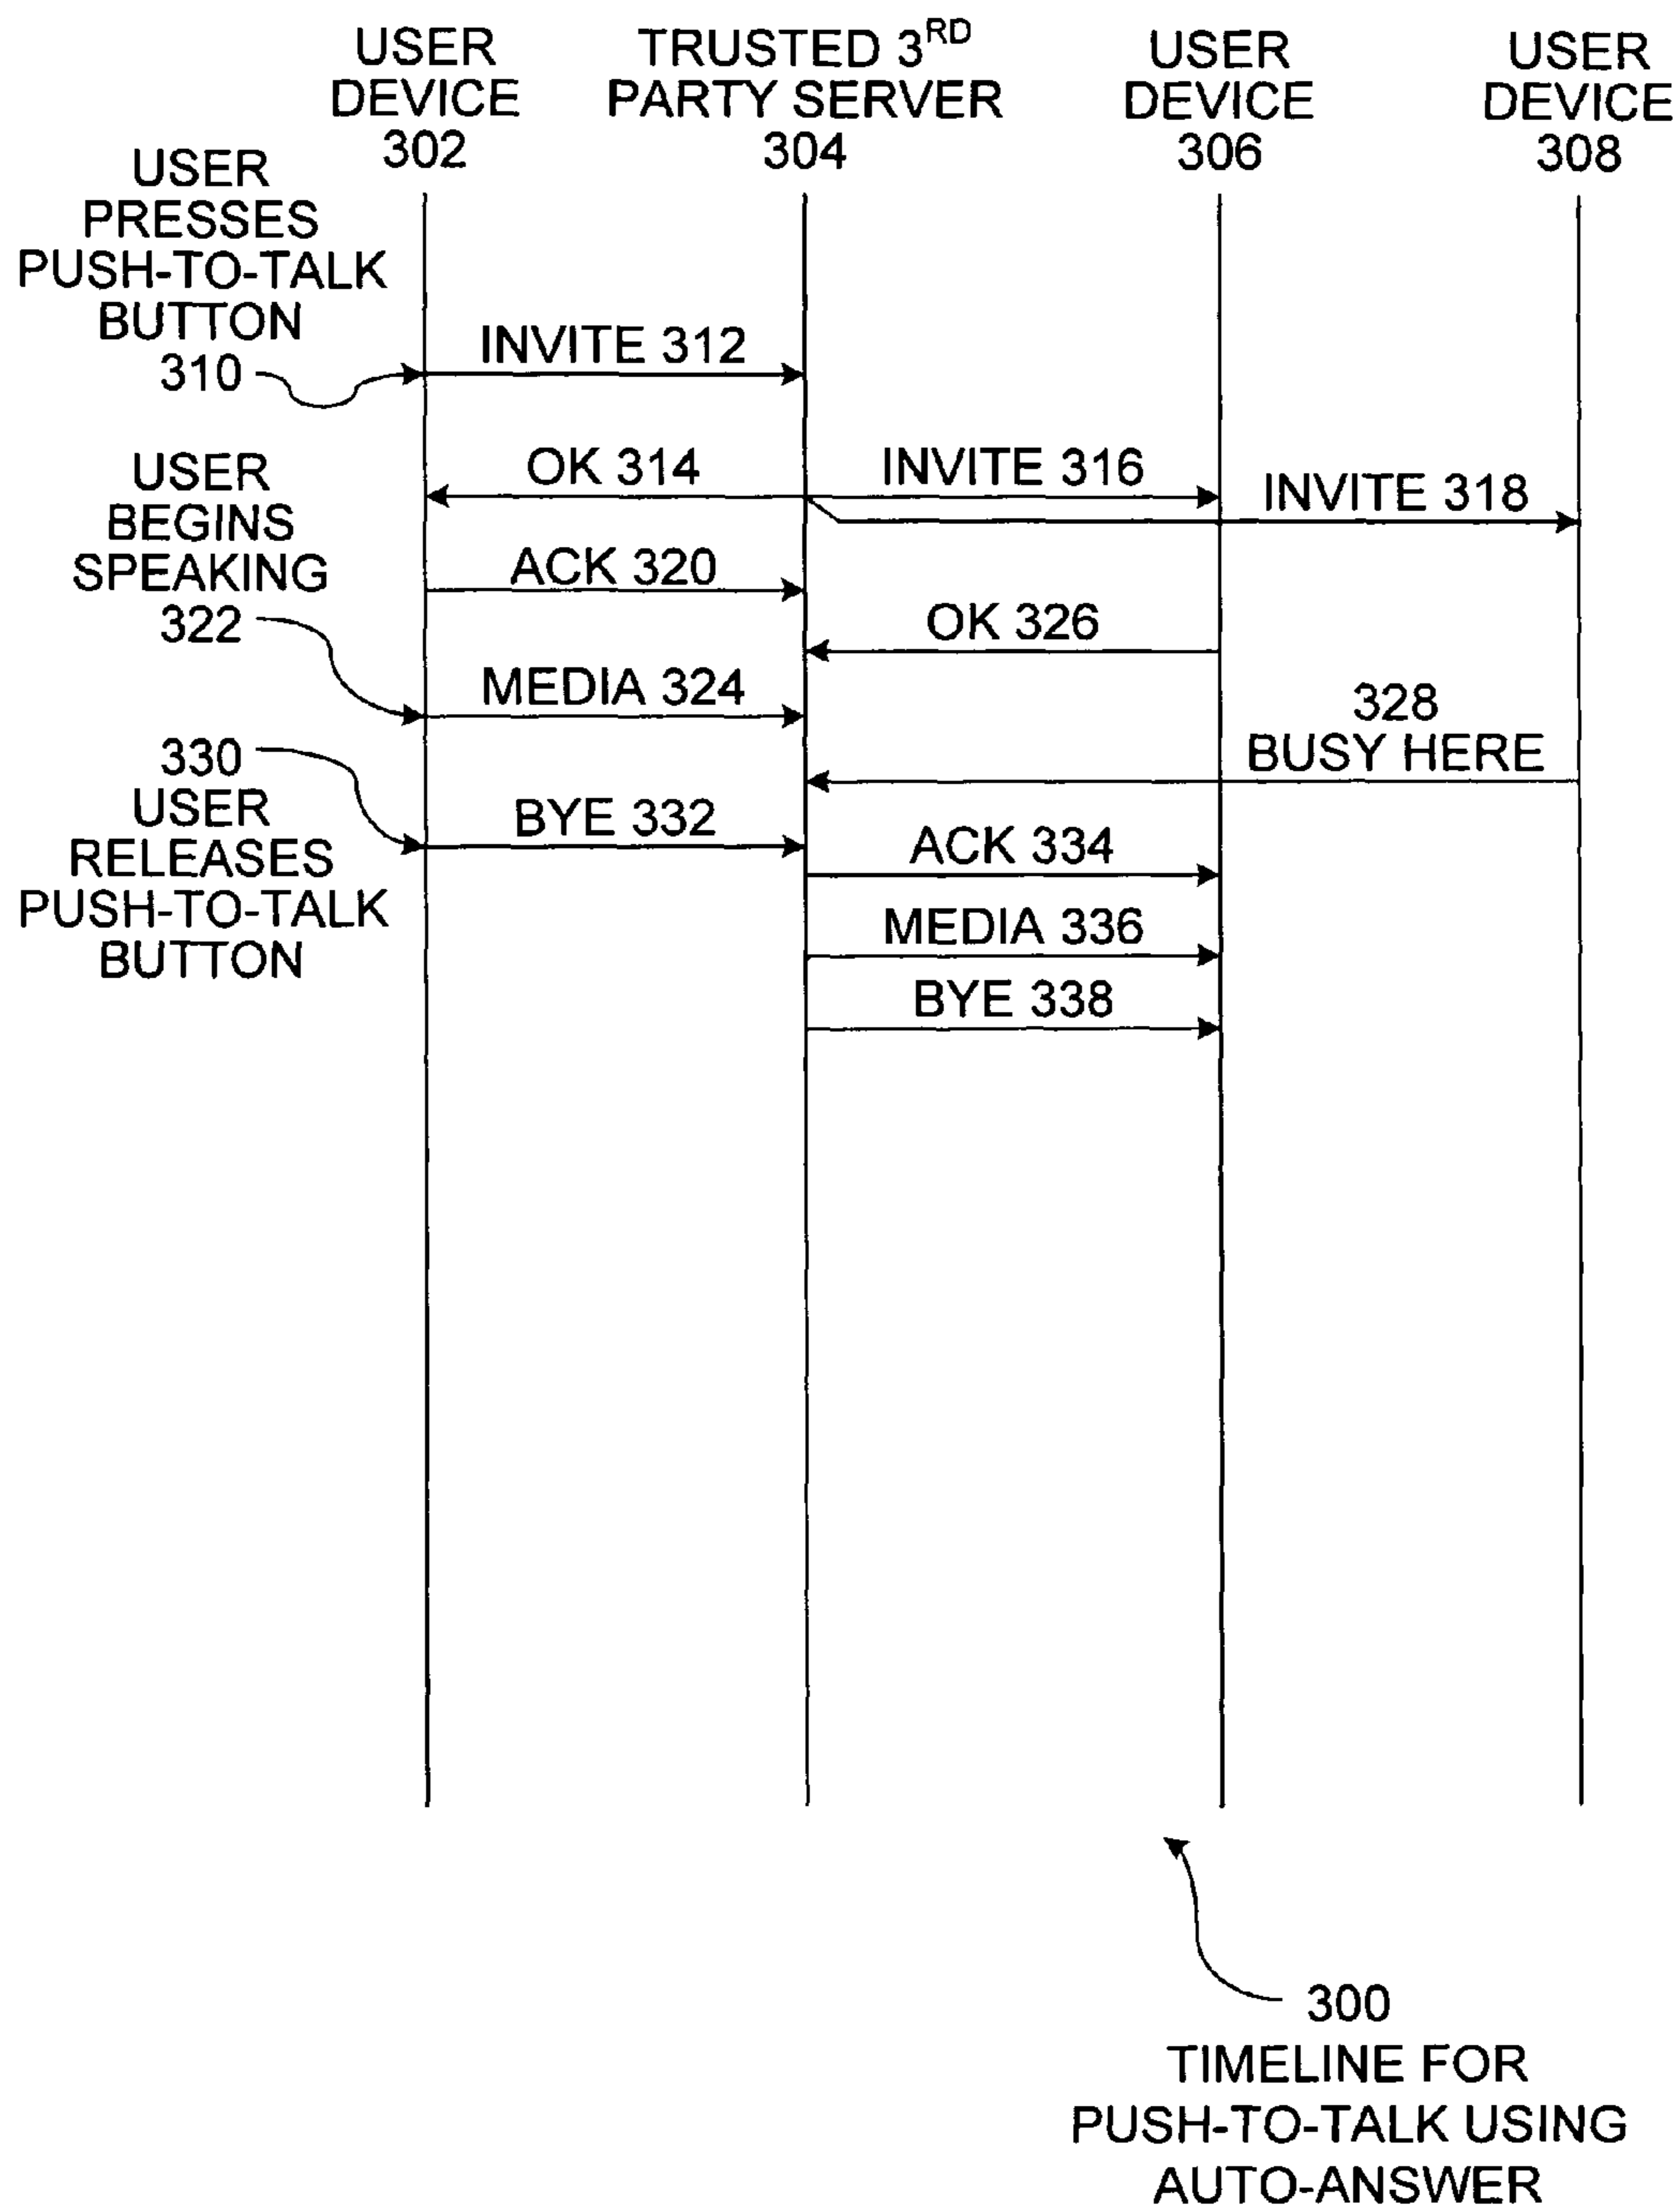 USER
DEVICE
302
TRUSTED 3RD
PARTY SERVER
304
USER
DEVICE
306
USER
DEVICE
308
USER
PRESSES
PUSH-TO-TALK
BUTTON
310
INVITE 312
OK 314
INVITE 316
INVITE 318
USER
BEGINS
SPEAKING
322
ACK 320
OK 326
MEDIA 324
328
BUSY HERE
330
USER
RELEASES
PUSH-TO-TALK
BUTTON
BYE 332
ACK 334
MEDIA 336
BYE 338
300
TIMELINE FOR
PUSH-TO-TALK USING
AUTO-ANSWER